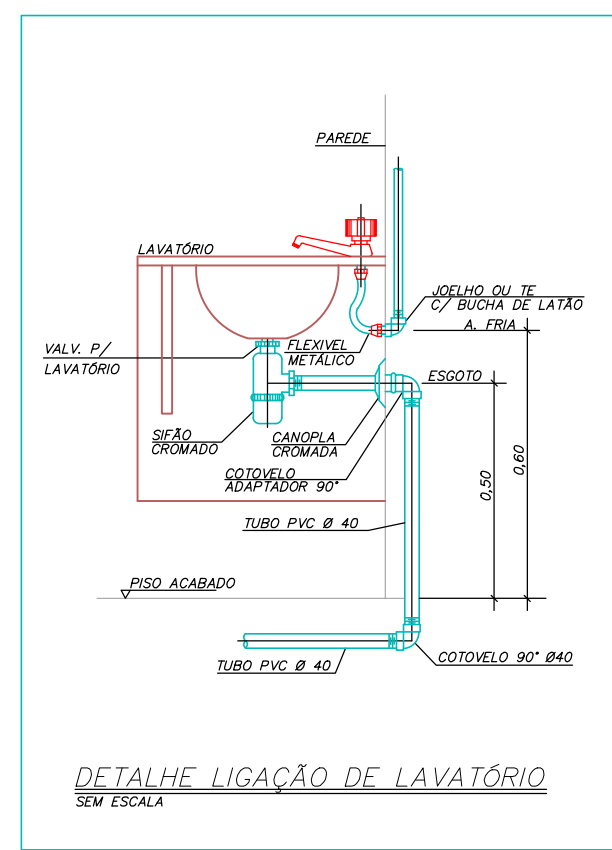 PAREDE
LAVATÓRIO
JOELHO OU TE
C/ BUCHA DE LATÃO
A. FRIA
VALV. P/
LAVATÓRIO
FLEXIVEL
METÁLICO
ESGOTO
SIFÃO
CROMADO
CANOPLA
CROMADA
COTOVELO
ADAPTADOR 90°
0,50
0,60
TUBO PVC Ø 40
PISO ACABADO
TUBO PVC Ø 40
COTOVELO 90° Ø40
DETALHE LIGAÇÃO DE LAVATÓRIO
SEM ESCALA